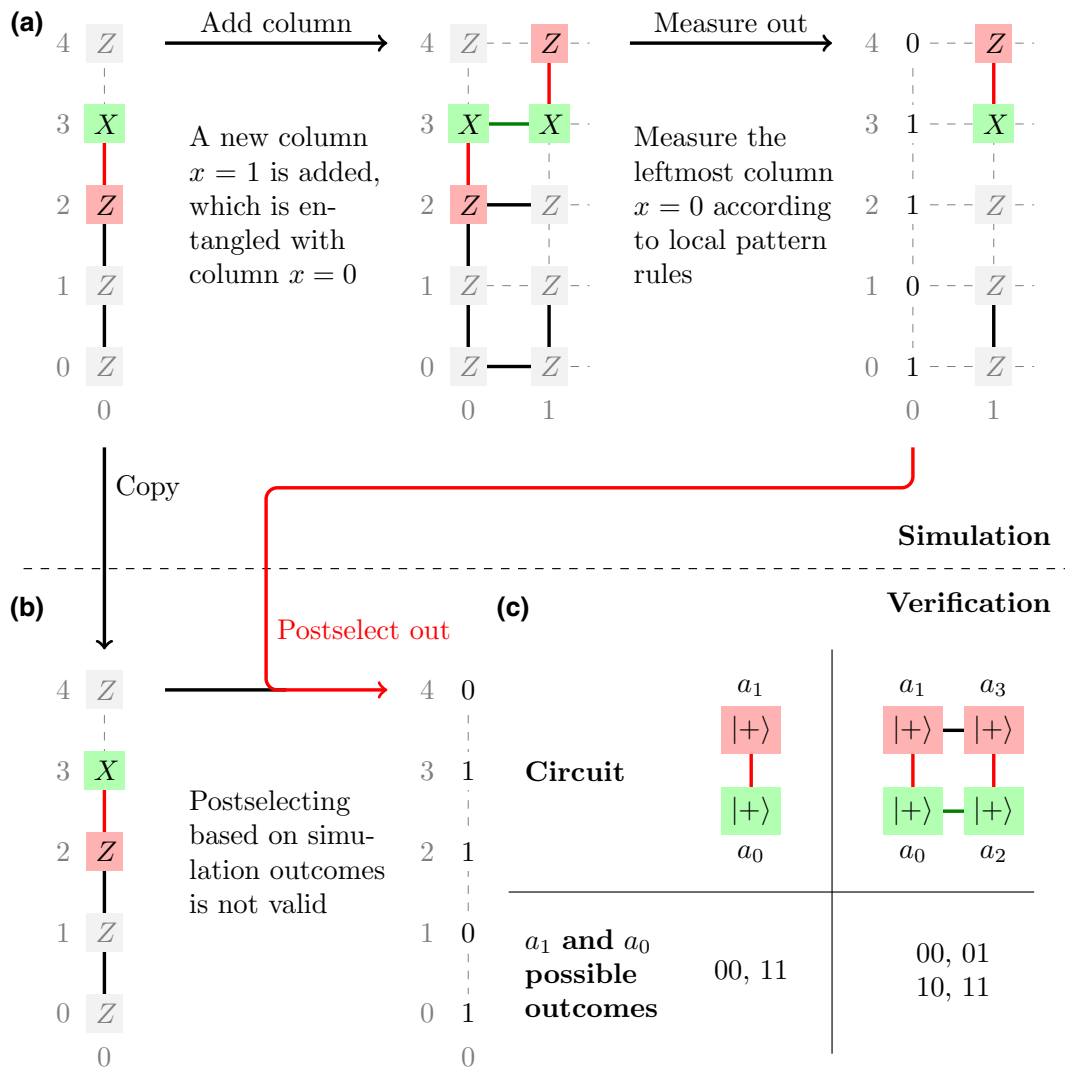 (a)
Add column
Measure out
4 Z Z Z 4 0 Z
4
3 X 3 X X 3 1 X
A new column
x = 1 is added,
which is en-
tangled with
column x = 0
Measure the
leftmost column
x = 0 according
to local pattern
rules
2 Z 2 Z Z 2 1 Z
1 Z 1 Z Z 1 0 Z
0 Z 0 Z Z 0 1 Z
0 0 1 0 1
Copy
Simulation
Verification
(b)
Postselect out
4 Z 4 0
3 X 3 1
2 Z 2 1
1 Z 1 0
0 Z 0 1
0 0
Postselecting
based on simu-
lation outcomes
is not valid
(c)
a1 a1 a3
|+⟩ |+⟩ |+⟩
Circuit
|+⟩ |+⟩ |+⟩
a0 a0 a2
a1 and a0
possible
outcomes
00, 11
00, 01
10, 11